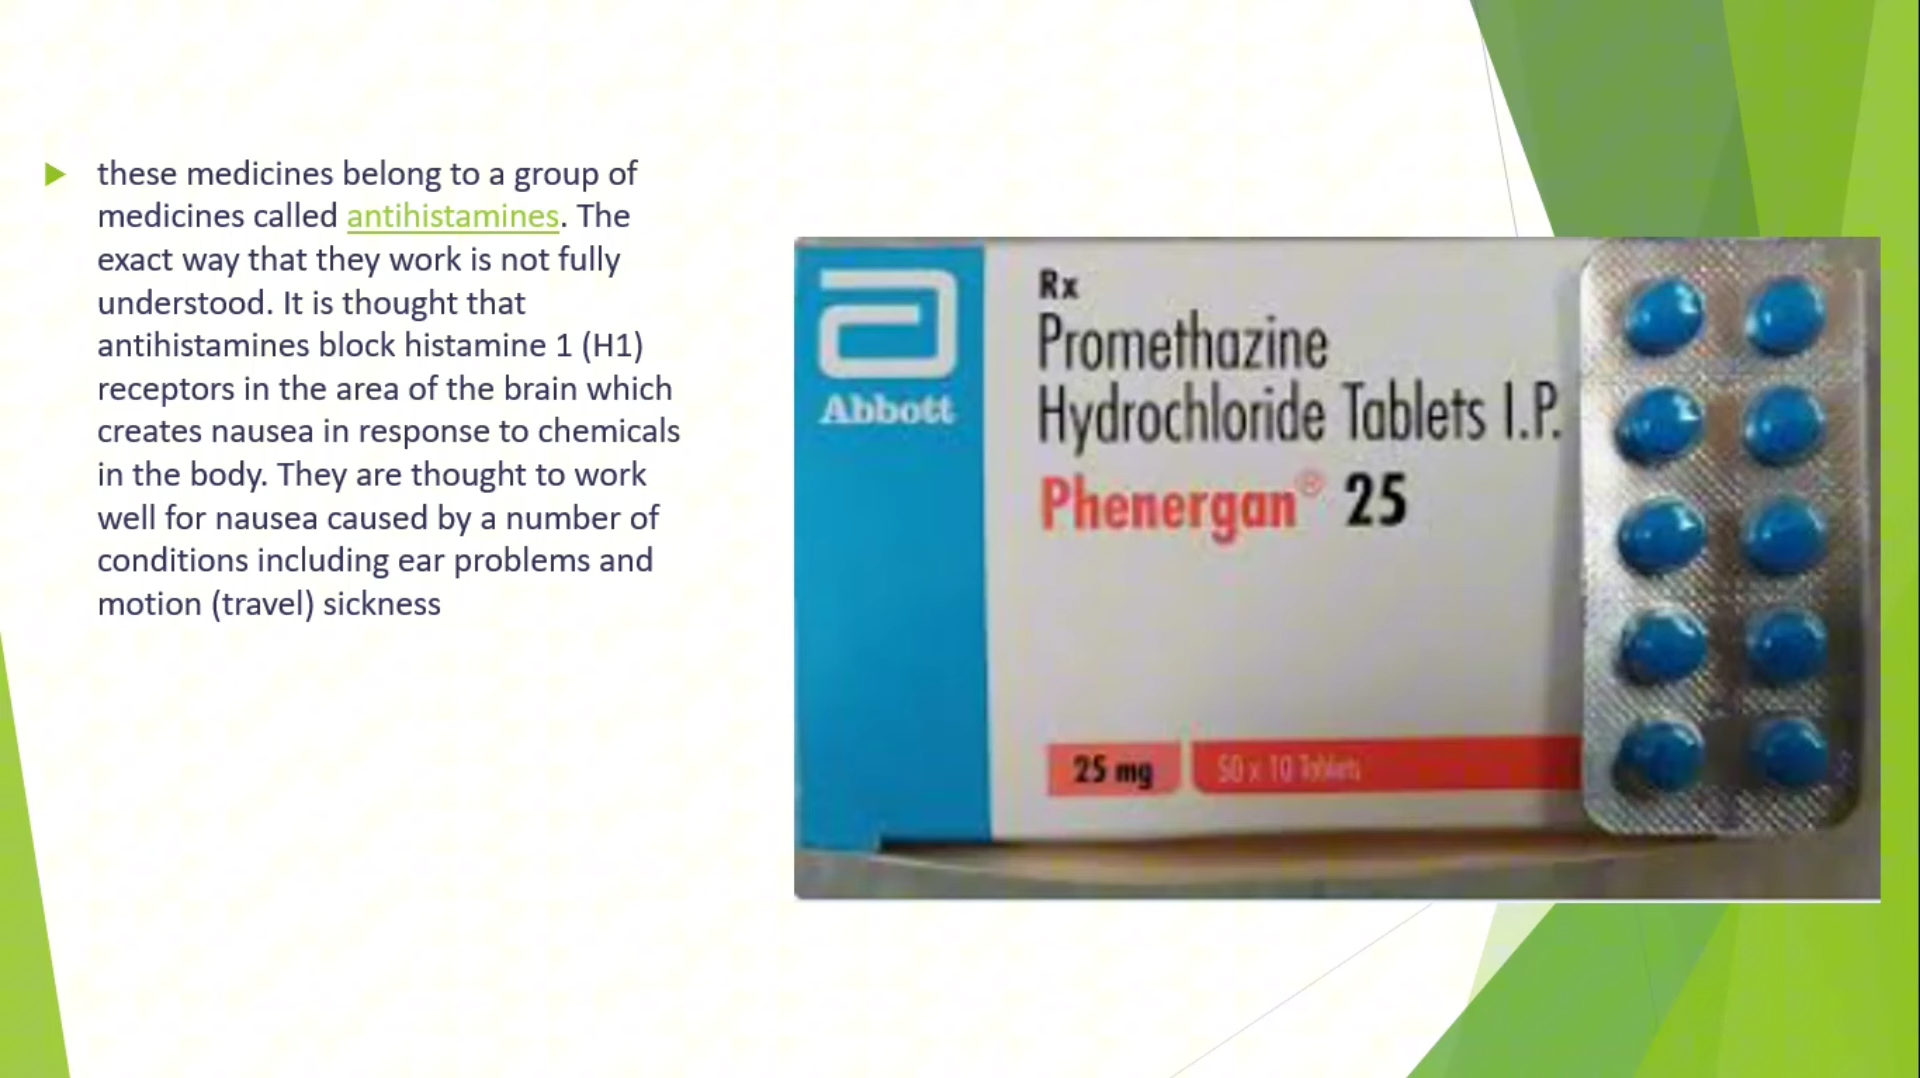 these medicines belong to a group of
medicines called antihistamines. The
exact way that they work is not fully
understood. It is thought that
antihistamines block histamine 1 (H1)
receptors in the area of the brain which
creates nausea in response to chemicals
in the body. They are thought to work
well for nausea caused by a number of
conditions including ear problems and
motion (travel) sickness
Abbott
Rx
Promethazine
Hydrochloride Tablets I.P.
Phenergan® 25
25 mg
50 x 10 Tablets